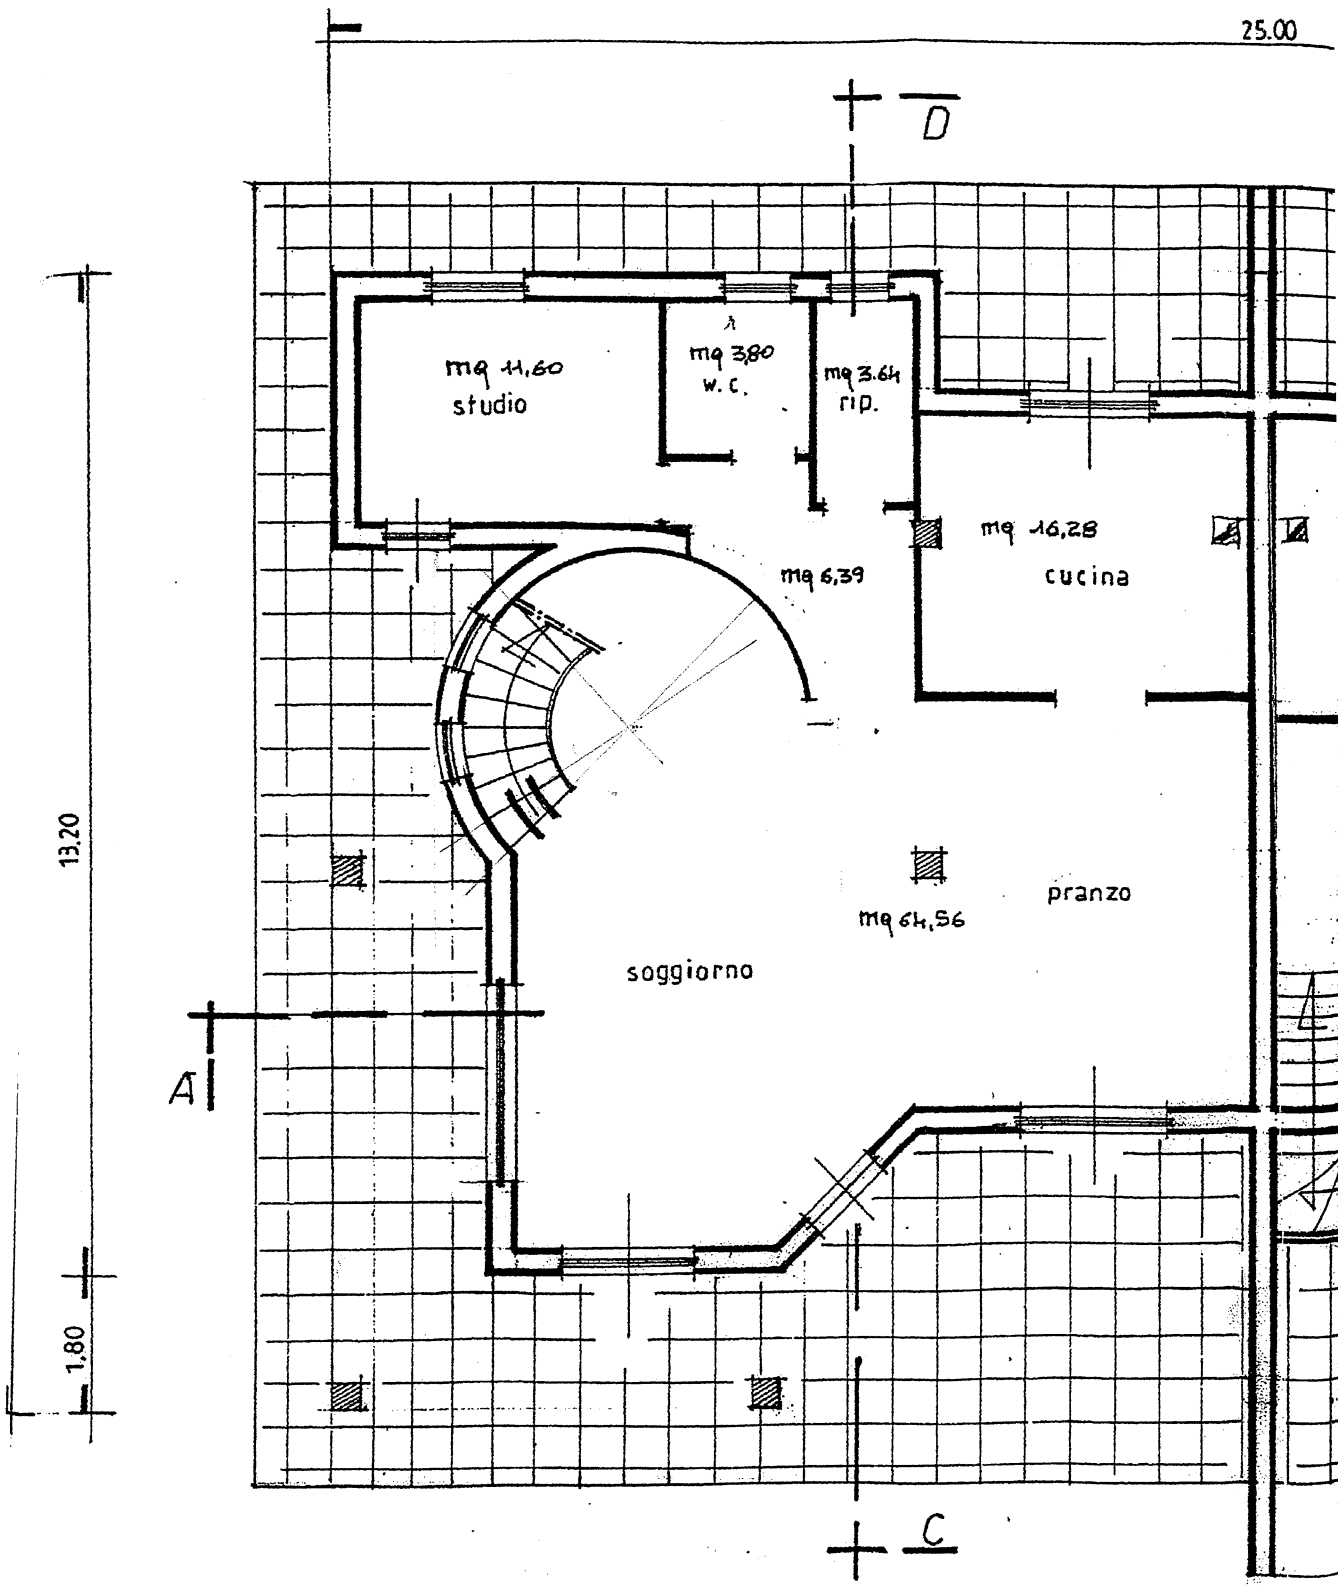 25.00
D
mq 11,60
studio
mq 3,80
w.c.
mq 3.64
rip.
mq 16,28
cucina
mq 6,39
13.20
pranzo
mq 64,56
soggiorno
A
1.80
C